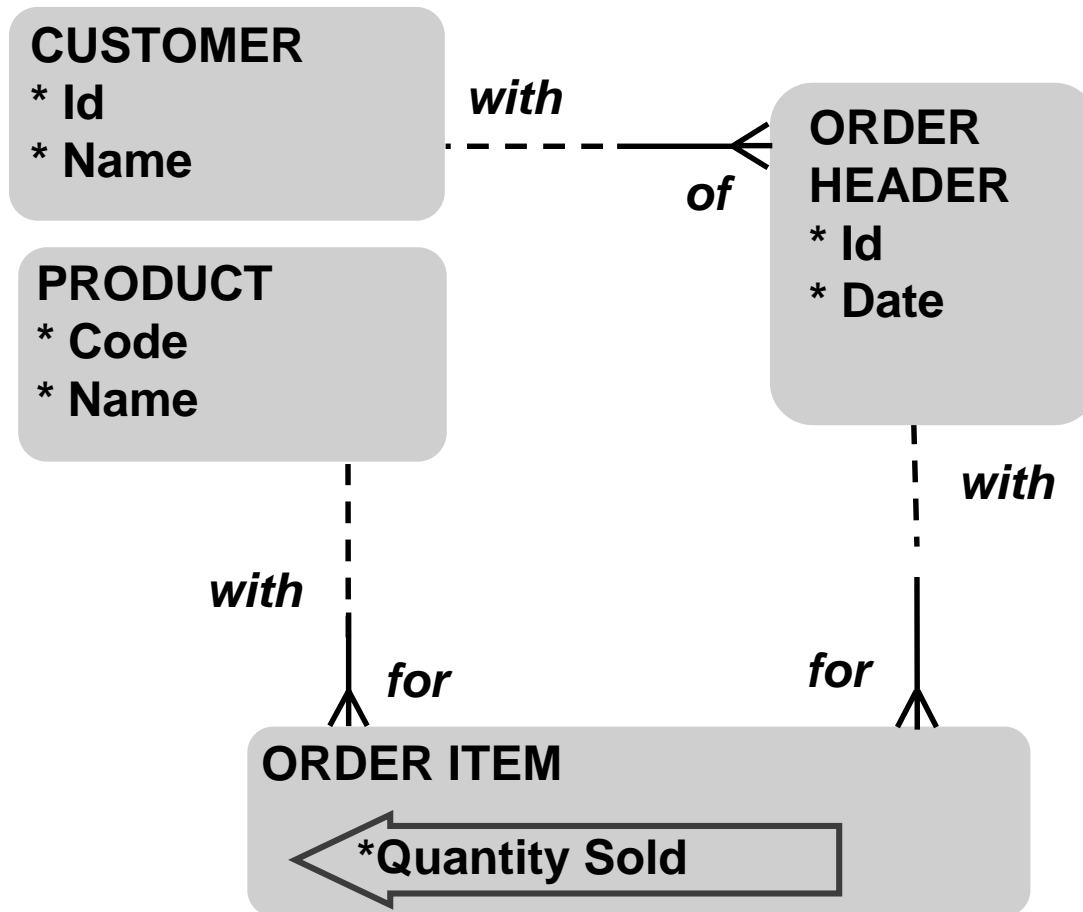 CUSTOMER
* Id
* Name
with
of
ORDER
HEADER
* Id
* Date
PRODUCT
* Code
* Name
with
for
with
for
ORDER ITEM
*Quantity Sold